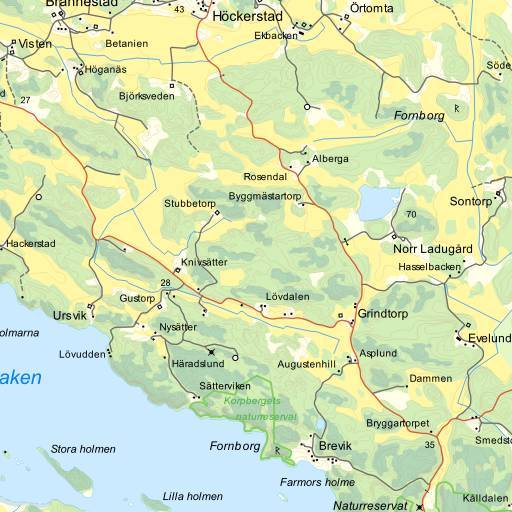 Brännestad
43
Höckerstad
Örtomta
Visten
Betanien
Ekbacken
Höganäs
Söde
Björksveden
27
Fornborg
R
Alberga
Rosendal
Stubbetorp
Byggmästartorp
Sontorp
70
Hackerstad
Norr Ladugård
Knivsätter
Hasselbacken
28
Gustorp
Lövdalen
Ursvik
Grindtorp
holmarna
Nysätter
Evelund
Lövudden
Häradslund
Augustenhill
Asplund
aken
Sätterviken
Dammen
Korpbergets
naturreservat
Bryggartorpet
Stora holmen
Fornborg
R
Brevik
35
Smedsto
Farmors holme
Lilla holmen
Källdalen
Naturreservat